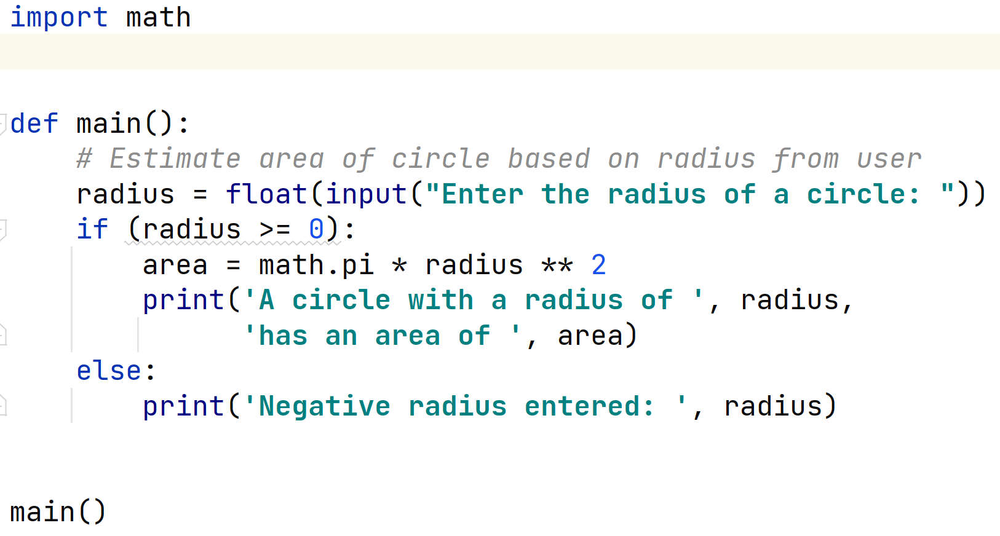 import math
def main():
    # Estimate area of circle based on radius from user
    radius = float(input("Enter the radius of a circle: "))
    if (radius >= 0):
        area = math.pi * radius ** 2
        print('A circle with a radius of ', radius,
              'has an area of ', area)
    else:
        print('Negative radius entered: ', radius)
main()